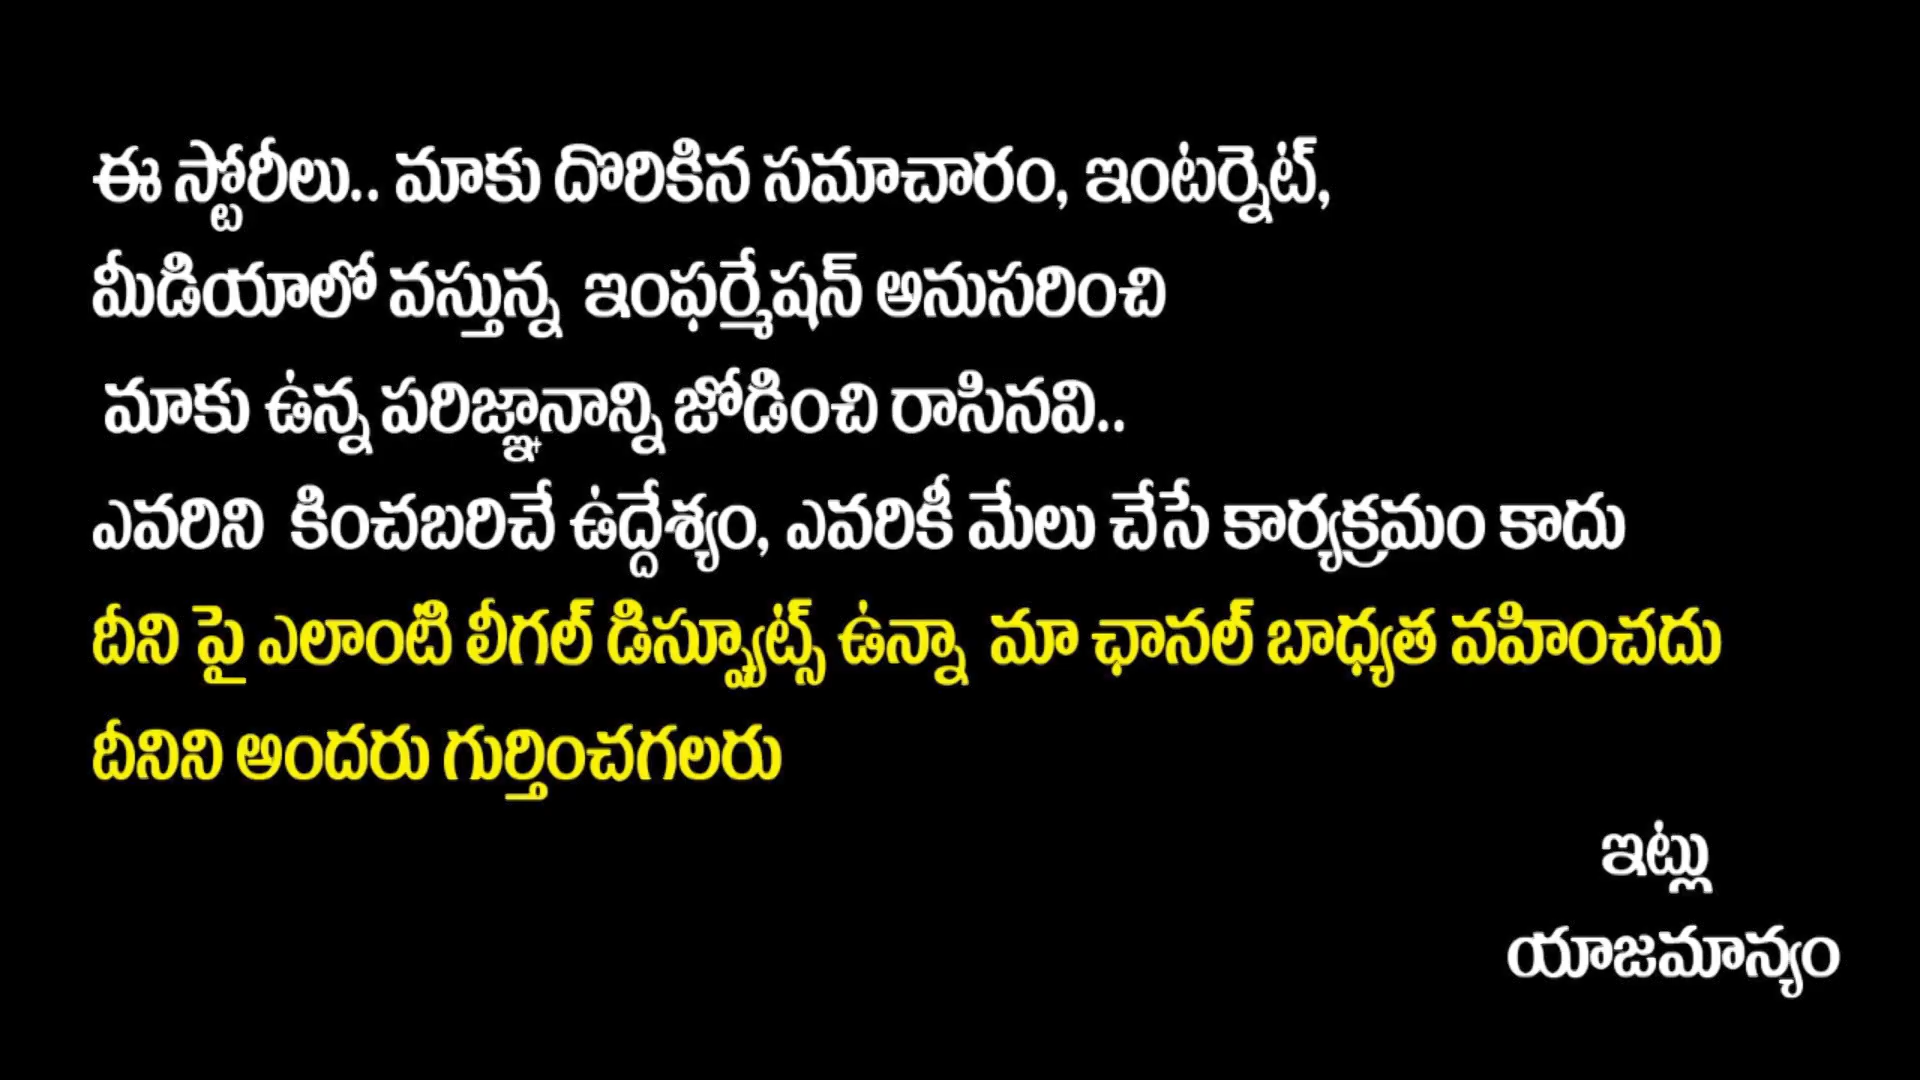 ఈ స్టోరీలు.. మాకు దొరికిన సమాచారం, ఇంటర్నెట్,
మీడియాలో వస్తున్న ఇంఫర్మేషన్ అనుసరించి
మాకు ఉన్న పరిజ్ఞానాన్ని జోడించి రాసినవి..
ఎవరిని కించబరిచే ఉద్దేశ్యం, ఎవరికీ మేలు చేసే కార్యక్రమం కాదు
దీని పై ఎలాంటి లీగల్ డిస్ప్యూట్స్ ఉన్నా మా ఛానల్ బాధ్యత వహించదు
దీనిని అందరు గుర్తించగలరు
ఇట్లు
యాజమాన్యం